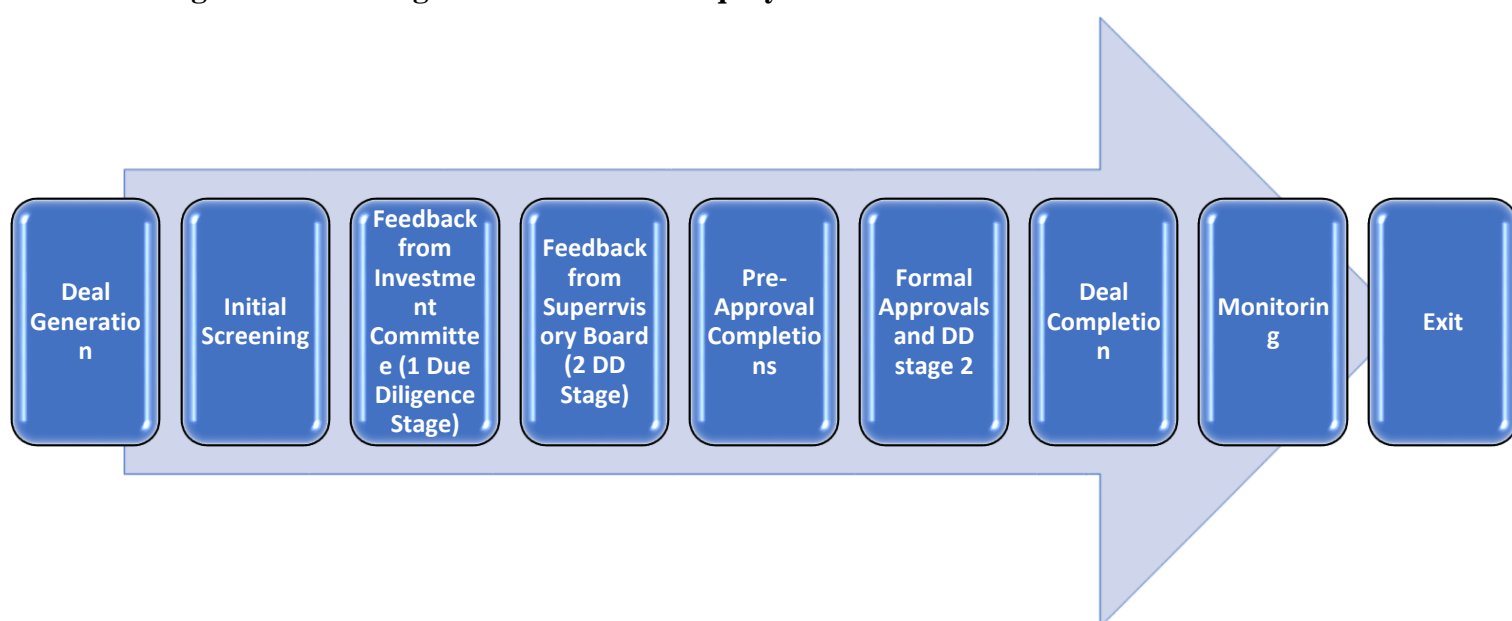 Deal
Generatio
n
Initial
Screening
Feedback
from
Investme
nt
Committe
e (1 Due
Diligence
Stage)
Feedback
from
Superrvis
ory Board
(2 DD
Stage)
Pre-
Approval
Completio
ns
Formal
Approvals
and DD
stage 2
Deal
Completio
n
Monitorin
g
Exit